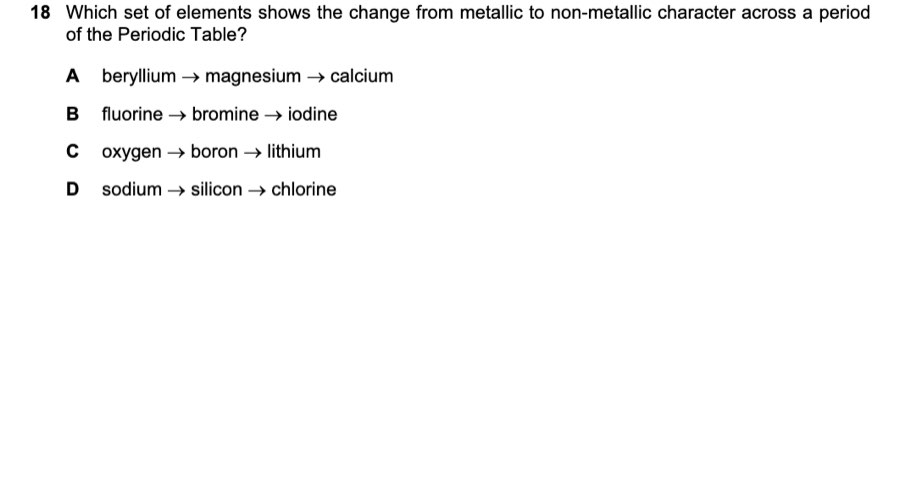 18 Which set of elements shows the change from metallic to non-metallic character across a period
of the Periodic Table?
A beryllium → magnesium → calcium
B fluorine → bromine → iodine
C oxygen → boron → lithium
D sodium → silicon → chlorine